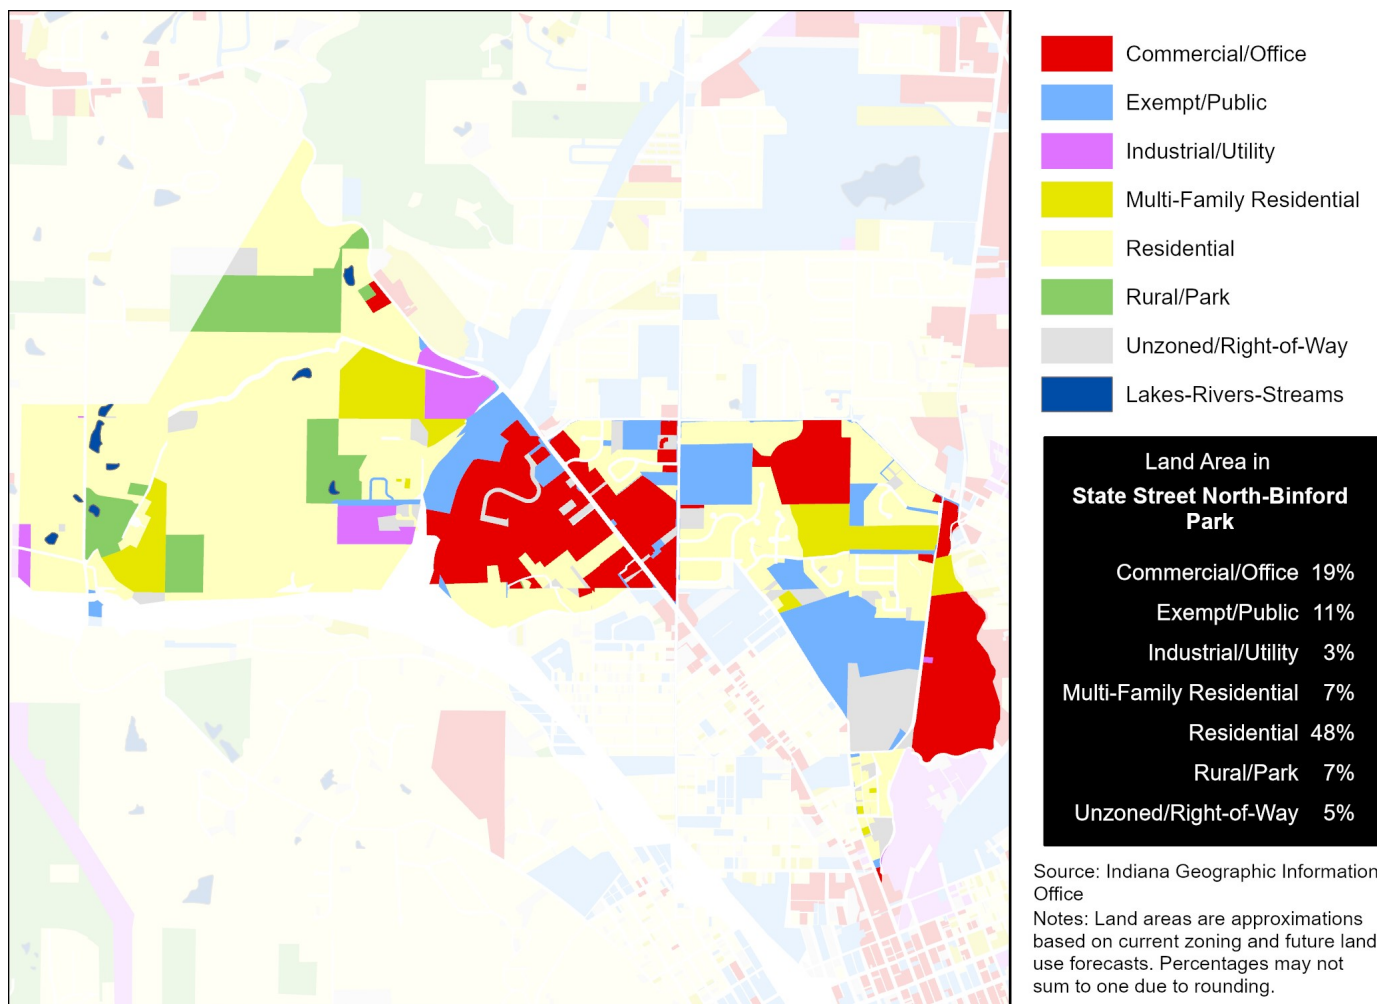 Commercial/Office
Exempt/Public
Industrial/Utility
Multi-Family Residential
Residential
Rural/Park
Unzoned/Right-of-Way
Lakes-Rivers-Streams
Land Area in
State Street North-Binford
Park
Commercial/Office 19%
Exempt/Public 11%
Industrial/Utility 3%
Multi-Family Residential 7%
Residential 48%
Rural/Park 7%
Unzoned/Right-of-Way 5%
Source: Indiana Geographic Information
Office
Notes: Land areas are approximations
based on current zoning and future land
use forecasts. Percentages may not
sum to one due to rounding.